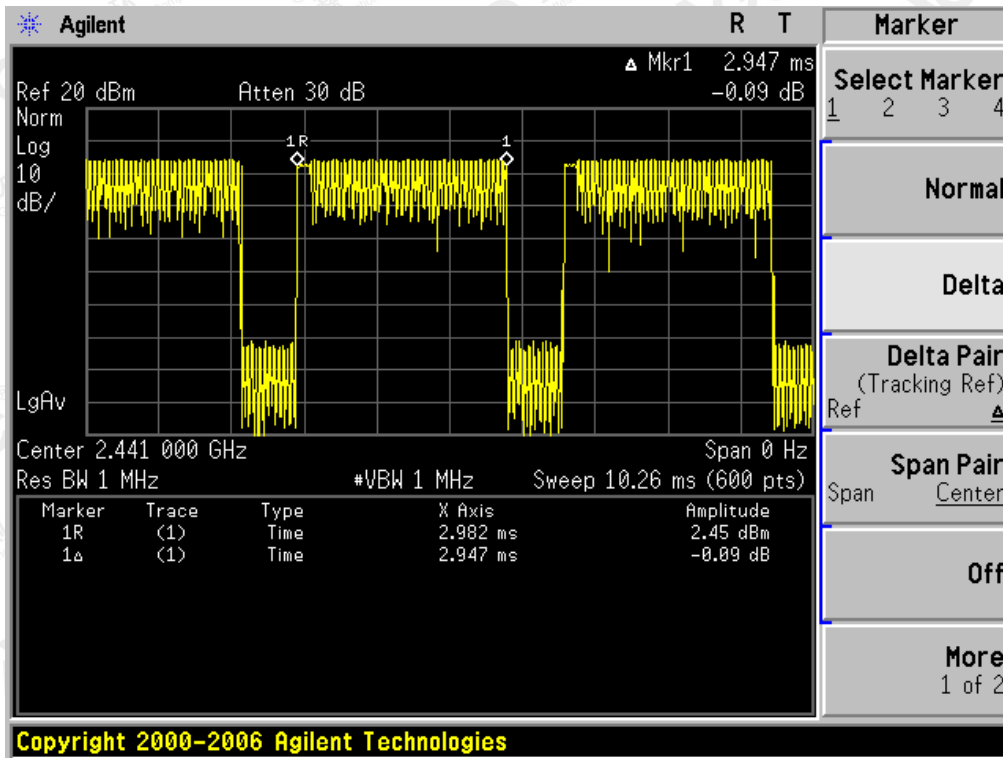 Agilent R T Marker
▵ Mkr1 2.947 ms
Ref 20 dBm Atten 30 dB -0.09 dB
Norm
Log
10
dB/
1R
1
LgAv
Center 2.441 000 GHz Span 0 Hz
Res BW 1 MHz #VBW 1 MHz Sweep 10.26 ms (600 pts)
Marker Trace Type X Axis Amplitude
1R (1) Time 2.982 ms 2.45 dBm
1▵ (1) Time 2.947 ms -0.09 dB
Select Marker
1 2 3 4
Normal
Delta
Delta Pair
(Tracking Ref)
Ref ▵
Span Pair
Span Center
Off
More
1 of 2
Copyright 2000-2006 Agilent Technologies